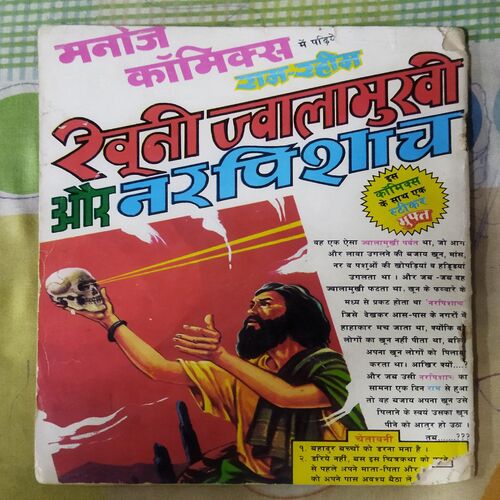 मनोज
कॉमिक्स में पढ़िये
राम-रहीम
खूनी ज्वालामुखी
और नरपिशाच
इस
कॉमिक्स
के साथ एक
स्टीकर
मुफ्त
वह एक ऐसा ज्वालामुखी पर्वत था, जो आग
और लावा उगलने की बजाय खून, मांस,
नर व पशुओं की खोपड़ियां व हड्डियां
उगलता था । और जब-जब वह
ज्वालामुखी फटता था, खून के फव्वारे के
मध्य से प्रकट होता था 'नरपिशाच'
जिसे देखकर आस-पास के नगरों में
हाहाकार मच जाता था, क्योंकि व
लोगों का खून नहीं पीता था, बल्कि
अपना खून लोगों को पिलाया
करता था। आखिर क्यों....?
और जब उसी नरपिशाच का
सामना एक दिन राम से हुआ
तो वह बजाय अपना खून उसे
पिलाने के स्वयं उसका खून
पीने को आतुर हो उठा ।
तब......???
चेतावनी
१. बहादुर बच्चों को डरना मना है ।
२. डरिये नहीं, बस इस चित्रकथा को
से पहले अपने माता-पिता और
को अपने पास अवश्य बैठा लें